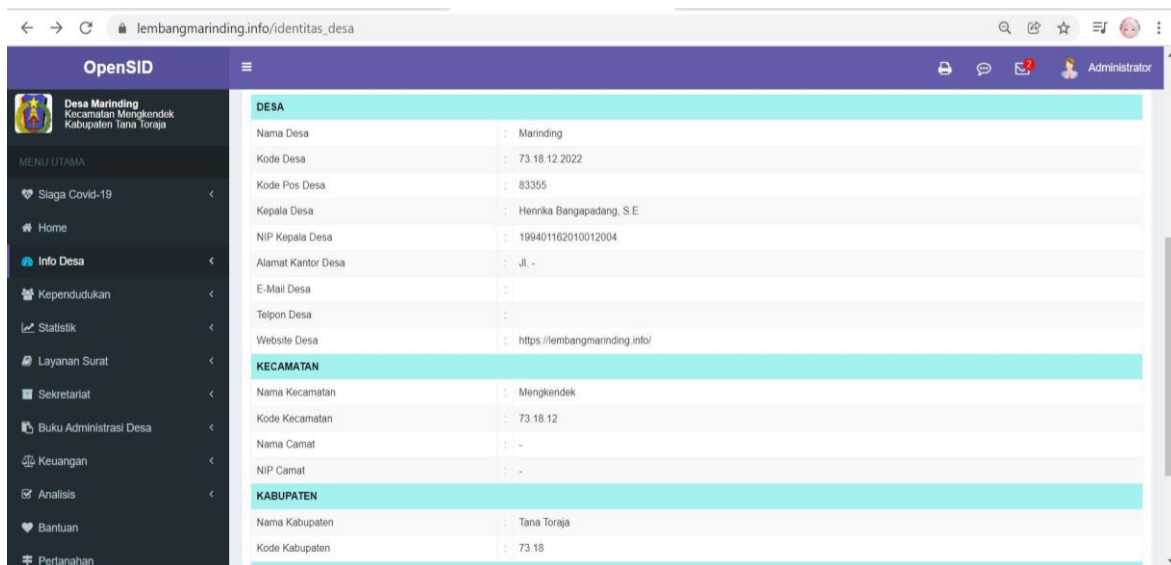 lembangmarinding.info/identitas_desa
OpenSID
2
Administrator
Desa Marinding
Kecamatan Mengkendek
Kabupaten Tana Toraja
MENU UTAMA
Siaga Covid-19
Home
Info Desa
Kependudukan
Statistik
Layanan Surat
Sekretariat
Buku Administrasi Desa
Keuangan
Analisis
Bantuan
Pertanahan
DESA
Nama Desa : Marinding
Kode Desa : 73.18.12.2022
Kode Pos Desa : 83355
Kepala Desa : Henrika Bangapadang, S.E
NIP Kepala Desa : 199401162010012004
Alamat Kantor Desa : Jl. -
E-Mail Desa :
Telpon Desa :
Website Desa : https://lembangmarinding.info/
KECAMATAN
Nama Kecamatan : Mengkendek
Kode Kecamatan : 73.18.12
Nama Camat : -
NIP Camat : -
KABUPATEN
Nama Kabupaten : Tana Toraja
Kode Kabupaten : 73.18